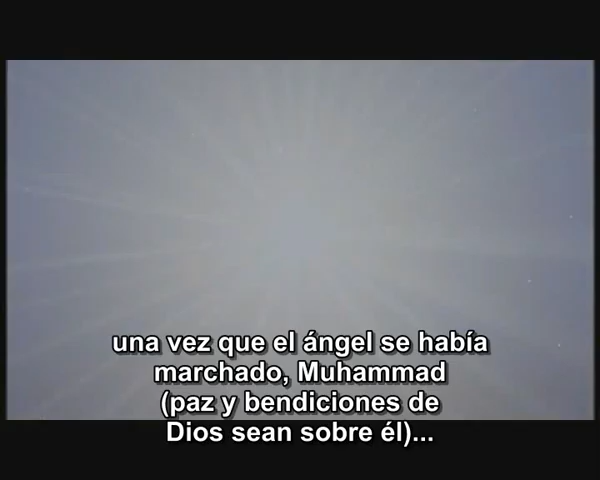 una vez que el ángel se había
marchado, Muhammad
(paz y bendiciones de
Dios sean sobre él)...